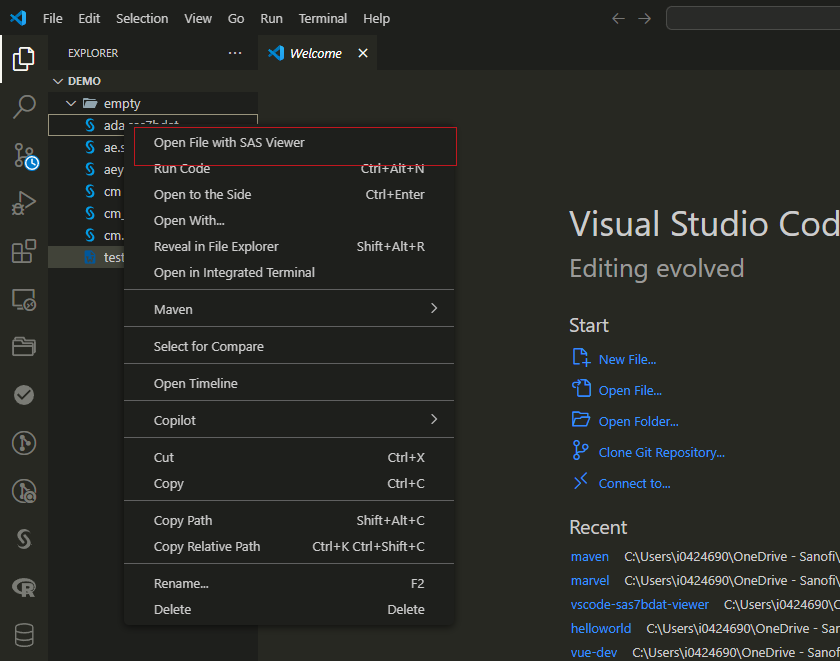 File Edit Selection View Go Run Terminal Help
EXPLORER ··· Welcome
DEMO
empty
ada.sas7bdat
ae.s
aey
cm
cm_
cm.
test
Open File with SAS Viewer
Run Code Ctrl+Alt+N
Open to the Side Ctrl+Enter
Open With...
Reveal in File Explorer Shift+Alt+R
Open in Integrated Terminal
Maven
Select for Compare
Open Timeline
Copilot
Cut Ctrl+X
Copy Ctrl+C
Copy Path Shift+Alt+C
Copy Relative Path Ctrl+K Ctrl+Shift+C
Rename... F2
Delete Delete
Visual Studio Cod
Editing evolved
Start
New File...
Open File...
Open Folder...
Clone Git Repository...
Connect to...
Recent
maven C:\Users\i0424690\OneDrive - Sanofi\
marvel C:\Users\i0424690\OneDrive - Sanofi\
vscode-sas7bdat-viewer C:\Users\i0424690\O
helloworld C:\Users\i0424690\OneDrive - San
vue-dev C:\Users\i0424690\OneDrive - Sanof